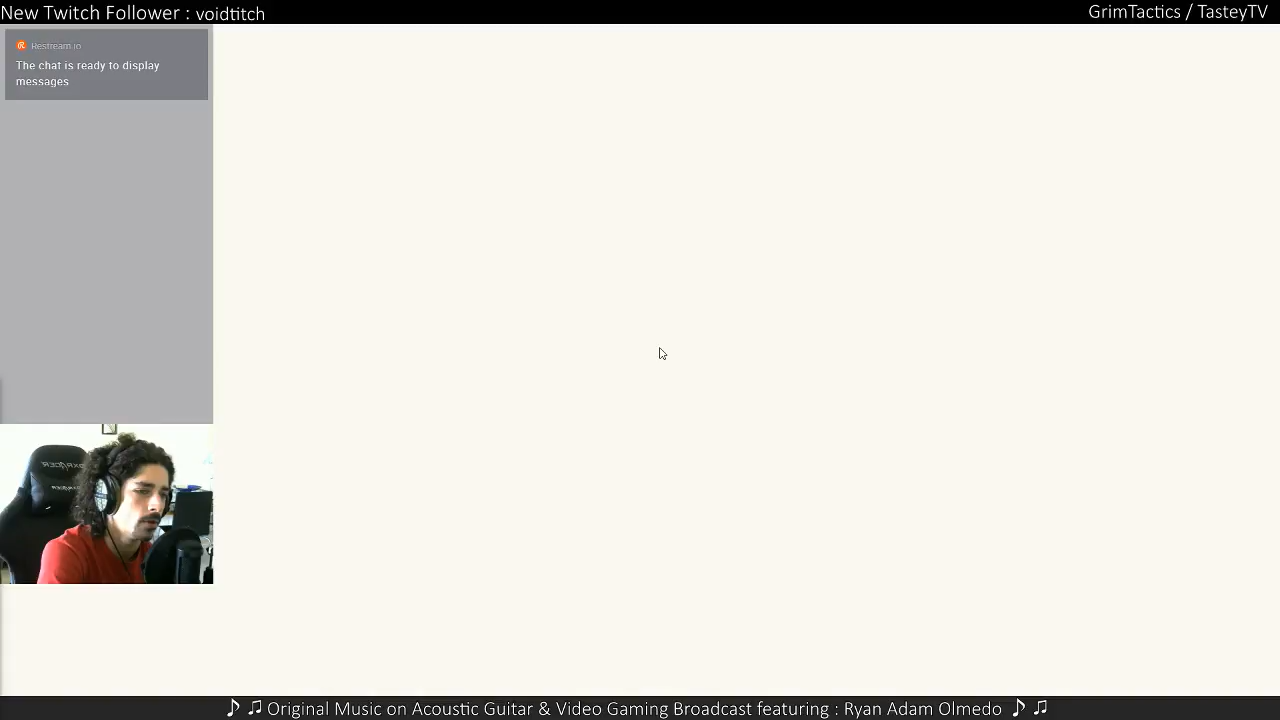 New Twitch Follower : voidtitch
GrimTactics / TasteyTV
Restream.io
The chat is ready to display
messages
♪ ♫ Original Music on Acoustic Guitar & Video Gaming Broadcast featuring : Ryan Adam Olmedo ♪ ♫